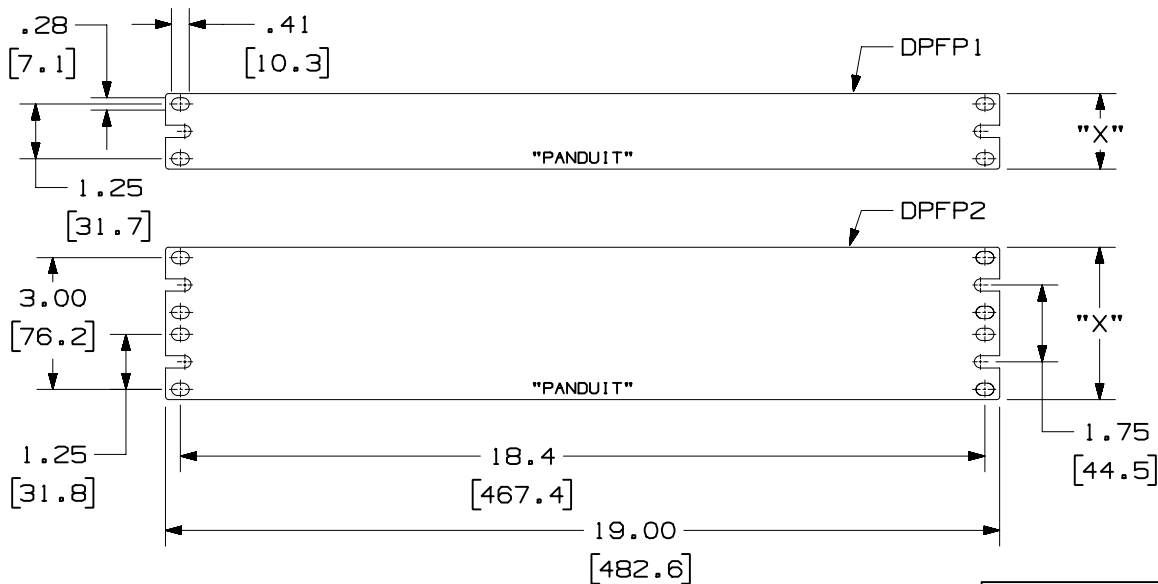 .28
[7.1]
.41
[10.3]
DPFP1
"X"
"PANDUIT"
1.25
[31.7]
DPFP2
3.00
[76.2]
"X"
"PANDUIT"
1.25
[31.8]
18.4
[467.4]
1.75
[44.5]
19.00
[482.6]